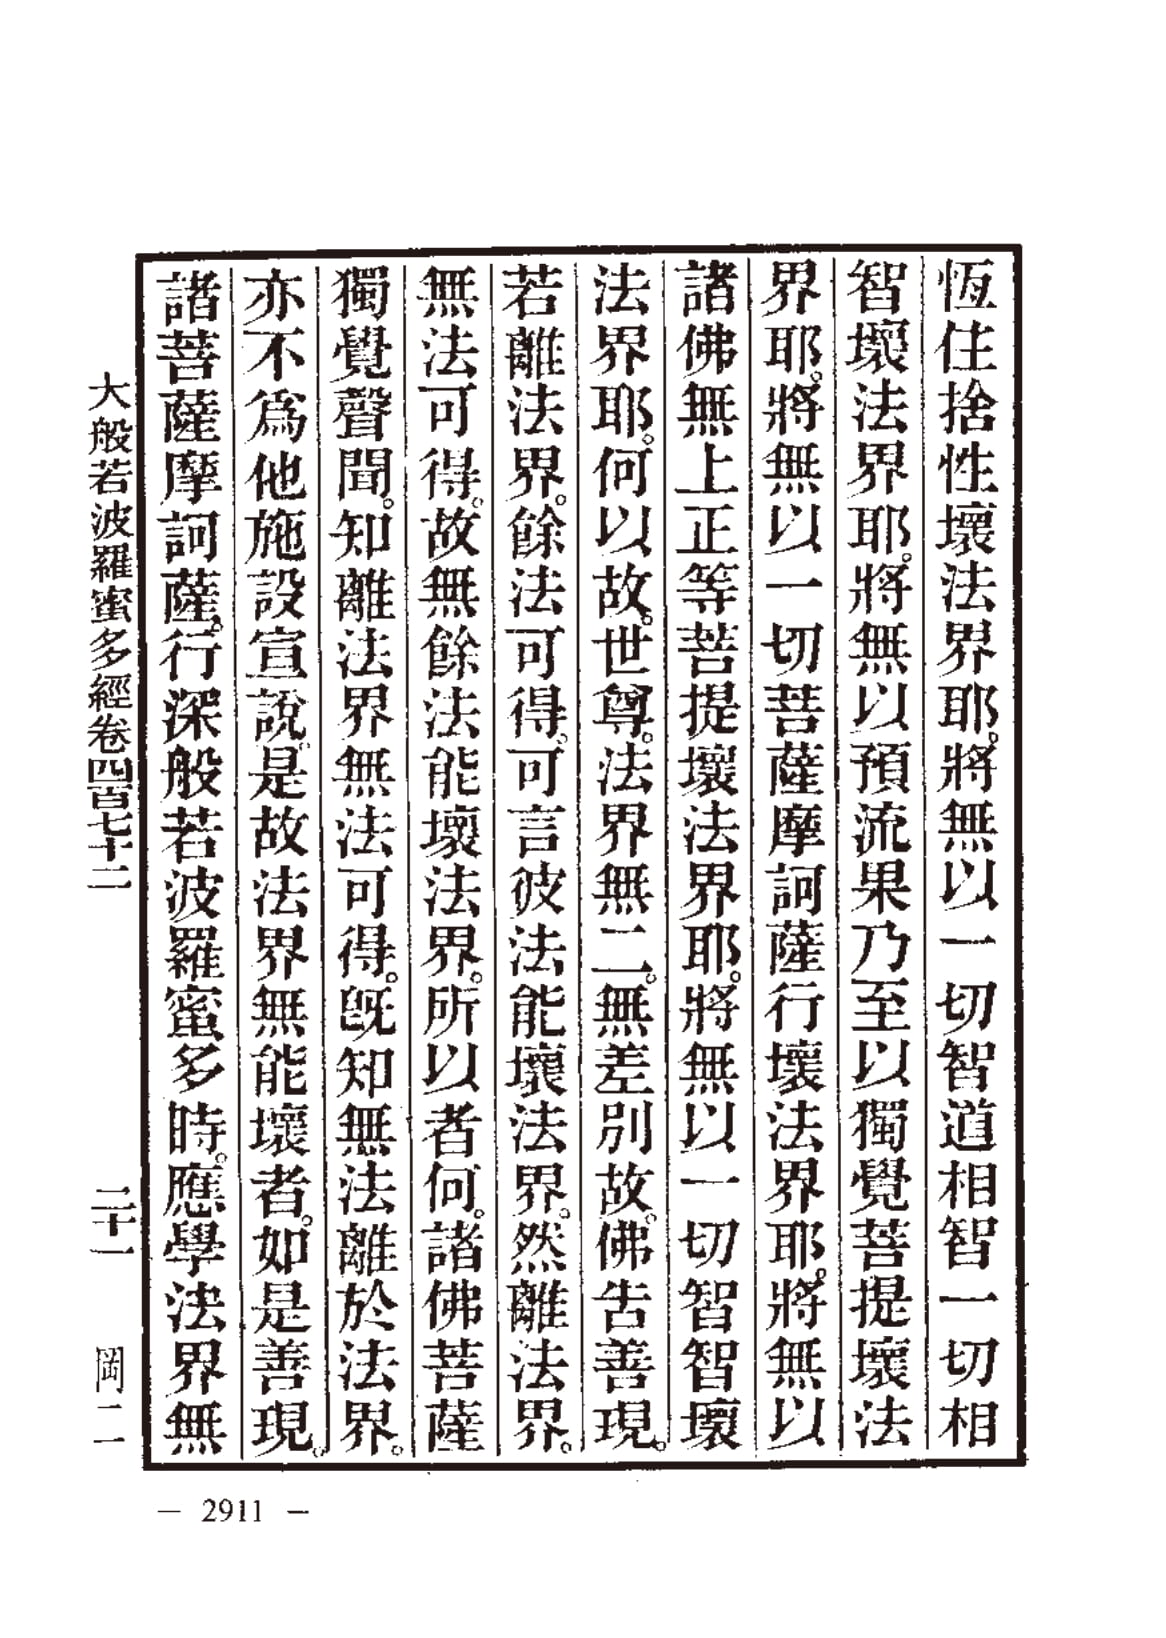 恆住捨性壞法界耶。將無以一切智道相智一切相
智壞法界耶。將無以預流果乃至以獨覺菩提壞法
界耶。將無以一切菩薩摩訶薩行壞法界耶。將無以
諸佛無上正等菩提壞法界耶。將無以一切智智壞
法界耶。何以故。世尊。法界無二。無差別故。佛告善現。
若離法界。餘法可得。可言彼法能壞法界。然離法界。
無法可得。故無餘法能壞法界。所以者何。諸佛菩薩
獨覺聲聞。知離法界無法可得。旣知無法離於法界。
亦不爲他施設宣說。是故法界無能壞者。如是善現。
諸菩薩摩訶薩。行深般若波羅蜜多時。應學法界無
大般若波羅蜜多經卷四百七十二 二十一 岡二
— 2911 —